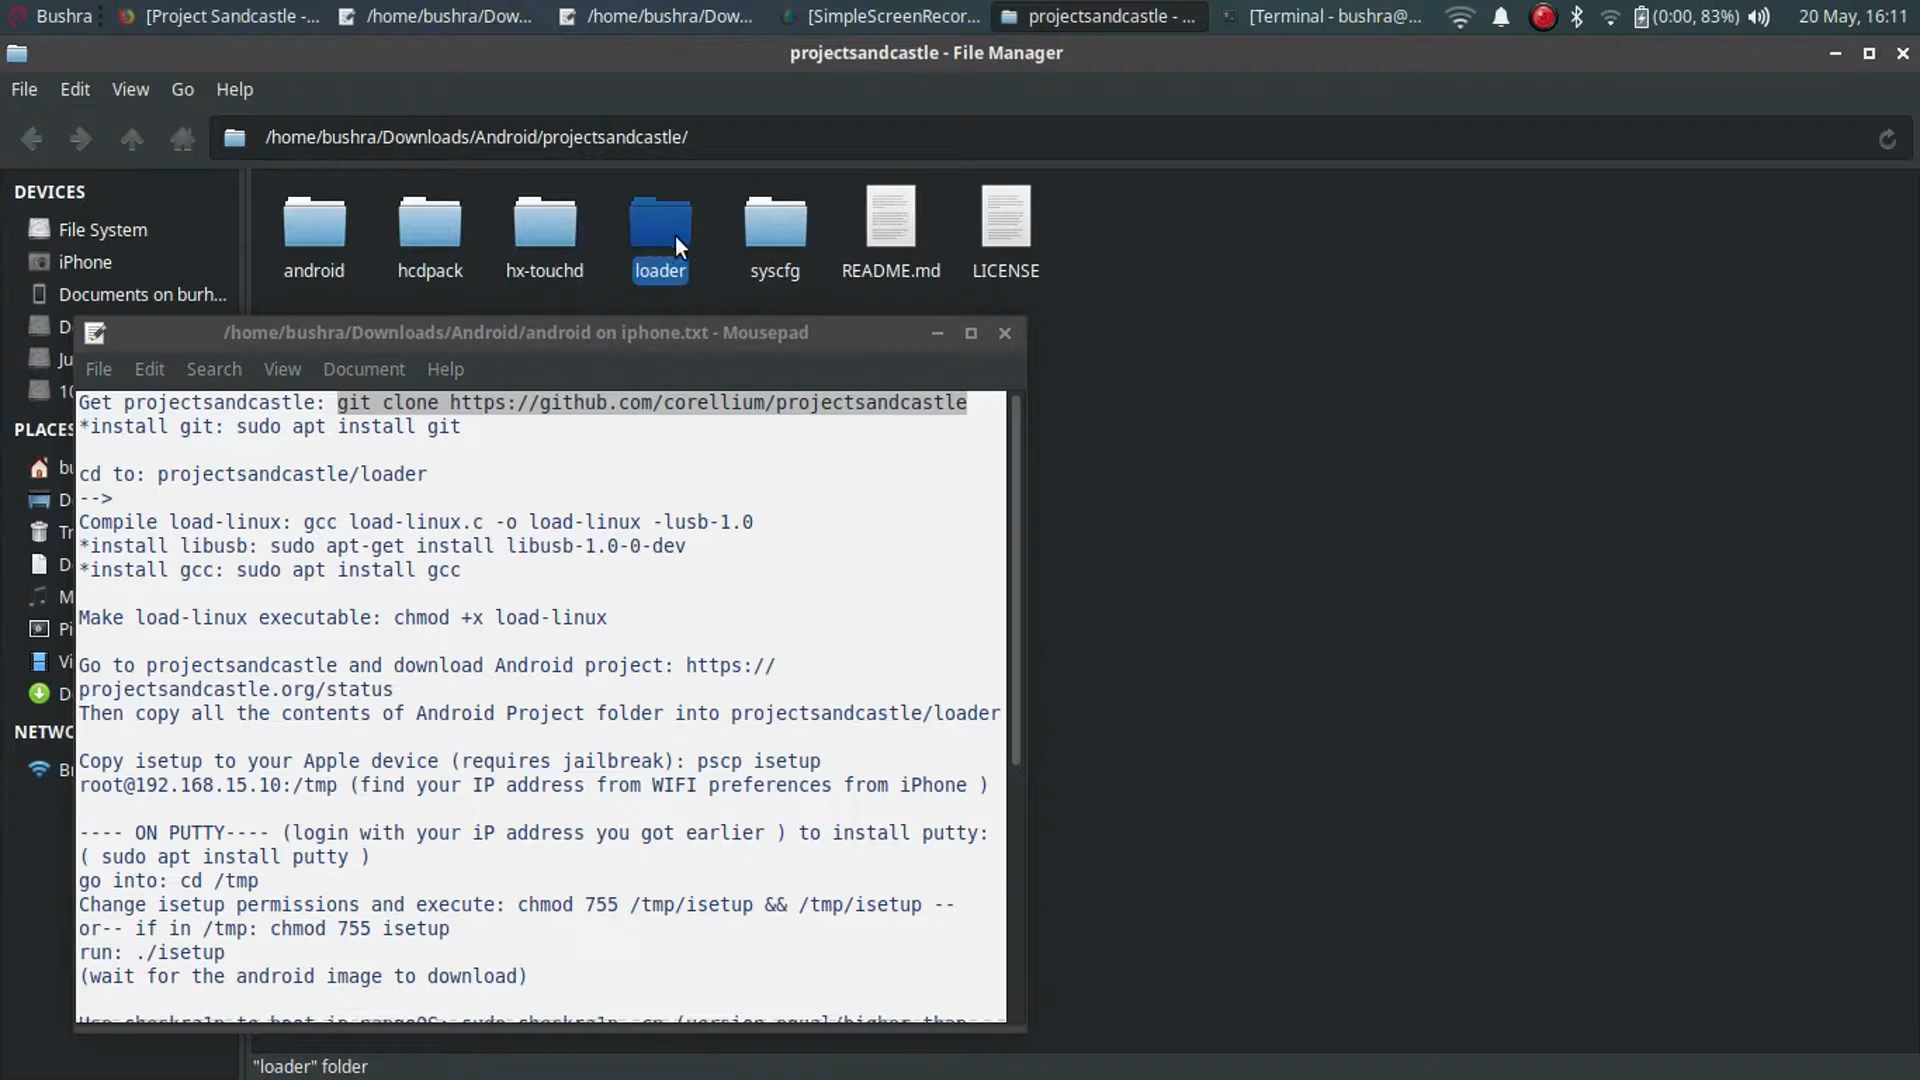 Bushra
[Project Sandcastle -...
/home/bushra/Dow...
/home/bushra/Dow...
[SimpleScreenRecor...
projectsandcastle - ...
[Terminal - bushra@...
(0:00, 83%)
20 May, 16:11
projectsandcastle - File Manager
File Edit View Go Help
/home/bushra/Downloads/Android/projectsandcastle/
DEVICES
File System
iPhone
Documents on burh...
D
Ju
10
PLACES
bu
D
Tr
D
M
Pi
Vi
D
NETWO
Br
android
hcdpack
hx-touchd
loader
syscfg
README.md
LICENSE
/home/bushra/Downloads/Android/android on iphone.txt - Mousepad
File Edit Search View Document Help
Get projectsandcastle: git clone https://github.com/corellium/projectsandcastle
*install git: sudo apt install git
cd to: projectsandcastle/loader
-->
Compile load-linux: gcc load-linux.c -o load-linux -lusb-1.0
*install libusb: sudo apt-get install libusb-1.0-0-dev
*install gcc: sudo apt install gcc
Make load-linux executable: chmod +x load-linux
Go to projectsandcastle and download Android project: https://
projectsandcastle.org/status
Then copy all the contents of Android Project folder into projectsandcastle/loader
Copy isetup to your Apple device (requires jailbreak): pscp isetup
root@192.168.15.10:/tmp (find your IP address from WIFI preferences from iPhone )
---- ON PUTTY---- (login with your iP address you got earlier ) to install putty:
( sudo apt install putty )
go into: cd /tmp
Change isetup permissions and execute: chmod 755 /tmp/isetup && /tmp/isetup --
or-- if in /tmp: chmod 755 isetup
run: ./isetup
(wait for the android image to download)
"loader" folder